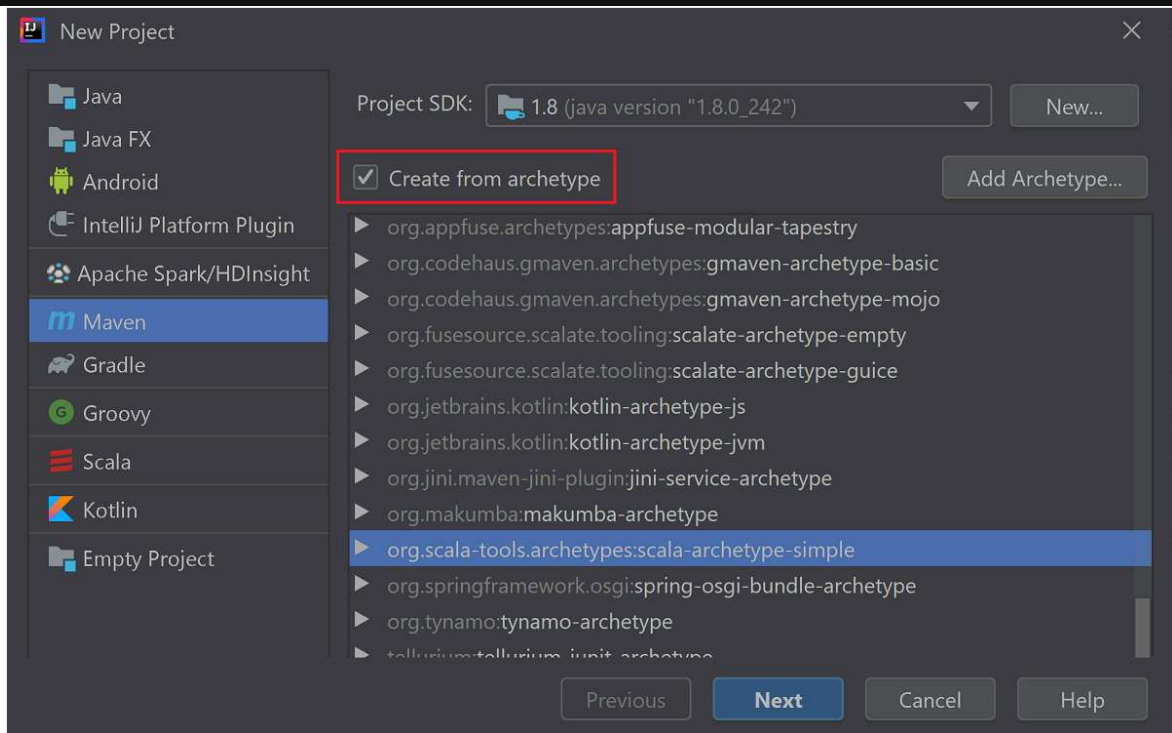 New Project
Java
Java FX
Android
IntelliJ Platform Plugin
Apache Spark/HDInsight
Maven
Gradle
Groovy
Scala
Kotlin
Empty Project
Project SDK: 1.8 (java version "1.8.0_242") New...
Create from archetype Add Archetype...
org.appfuse.archetypes:appfuse-modular-tapestry
org.codehaus.gmaven.archetypes:gmaven-archetype-basic
org.codehaus.gmaven.archetypes:gmaven-archetype-mojo
org.fusesource.scalate.tooling:scalate-archetype-empty
org.fusesource.scalate.tooling:scalate-archetype-guice
org.jetbrains.kotlin:kotlin-archetype-js
org.jetbrains.kotlin:kotlin-archetype-jvm
org.jini.maven-jini-plugin:jini-service-archetype
org.makumba:makumba-archetype
org.scala-tools.archetypes:scala-archetype-simple
org.springframework.osgi:spring-osgi-bundle-archetype
org.tynamo:tynamo-archetype
tellurium:tellurium-junit-archetype
Previous Next Cancel Help